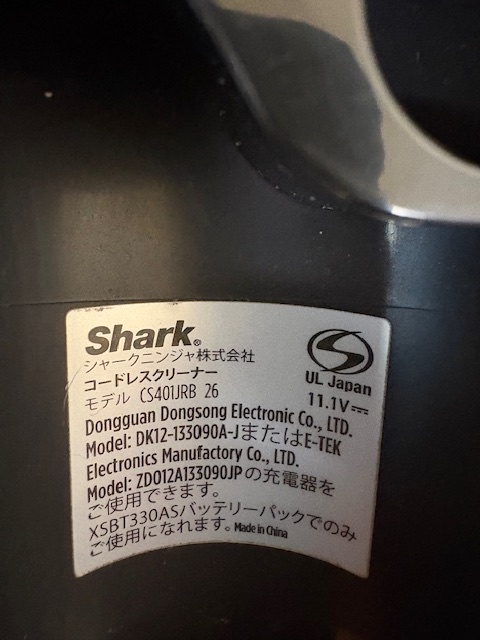 Shark®
シャークニンジャ株式会社
コードレスクリーナー
モデル CS401JRB 26
UL Japan
11.1V⎓
Dongguan Dongsong Electronic Co., LTD.
Model: DK12-133090A-JまたはE-TEK
Electronics Manufactory Co., LTD.
Model: ZD012A133090JPの充電器を
ご使用できます。
XSBT330ASバッテリーパックでのみ
ご使用になれます。Made in China